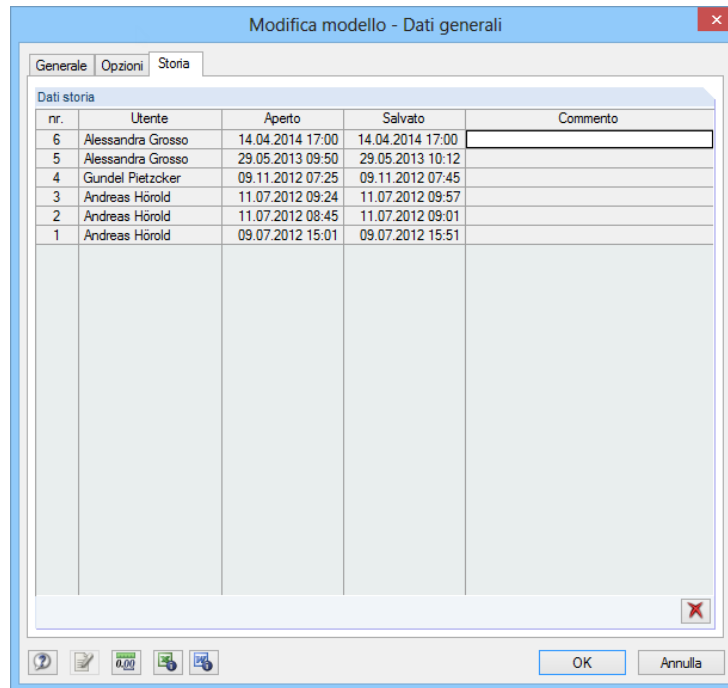 Modifica modello - Dati generali
Generale Opzioni Storia
Dati storia
nr. Utente Aperto Salvato Commento
6 Alessandra Grosso 14.04.2014 17:00 14.04.2014 17:00
5 Alessandra Grosso 29.05.2013 09:50 29.05.2013 10:12
4 Gundel Pietzcker 09.11.2012 07:25 09.11.2012 07:45
3 Andreas Hörold 11.07.2012 09:24 11.07.2012 09:57
2 Andreas Hörold 11.07.2012 08:45 11.07.2012 09:01
1 Andreas Hörold 09.07.2012 15:01 09.07.2012 15:51
0.00 OK Annulla